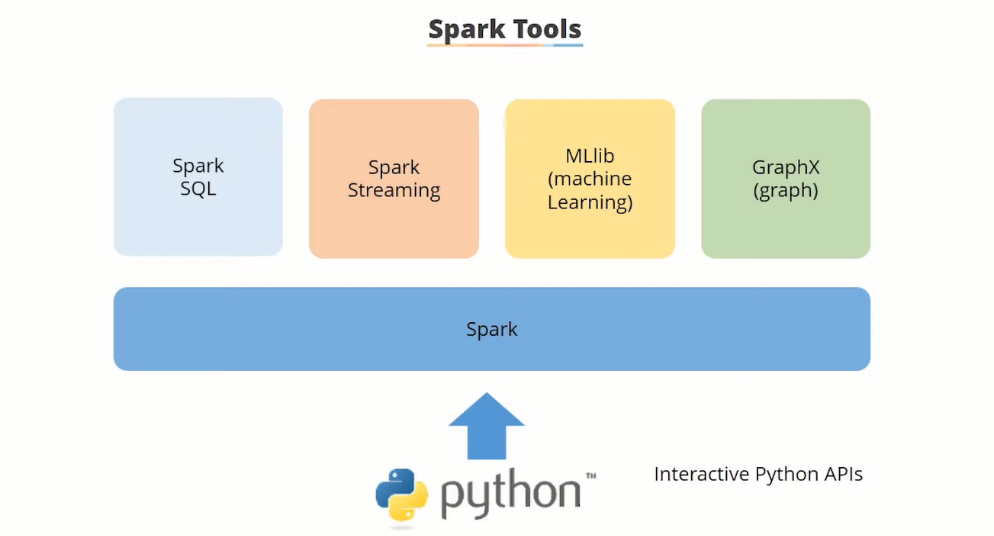 Spark Tools
Spark
SQL
Spark
Streaming
MLlib
(machine
Learning)
GraphX
(graph)
Spark
python™
Interactive Python APIs